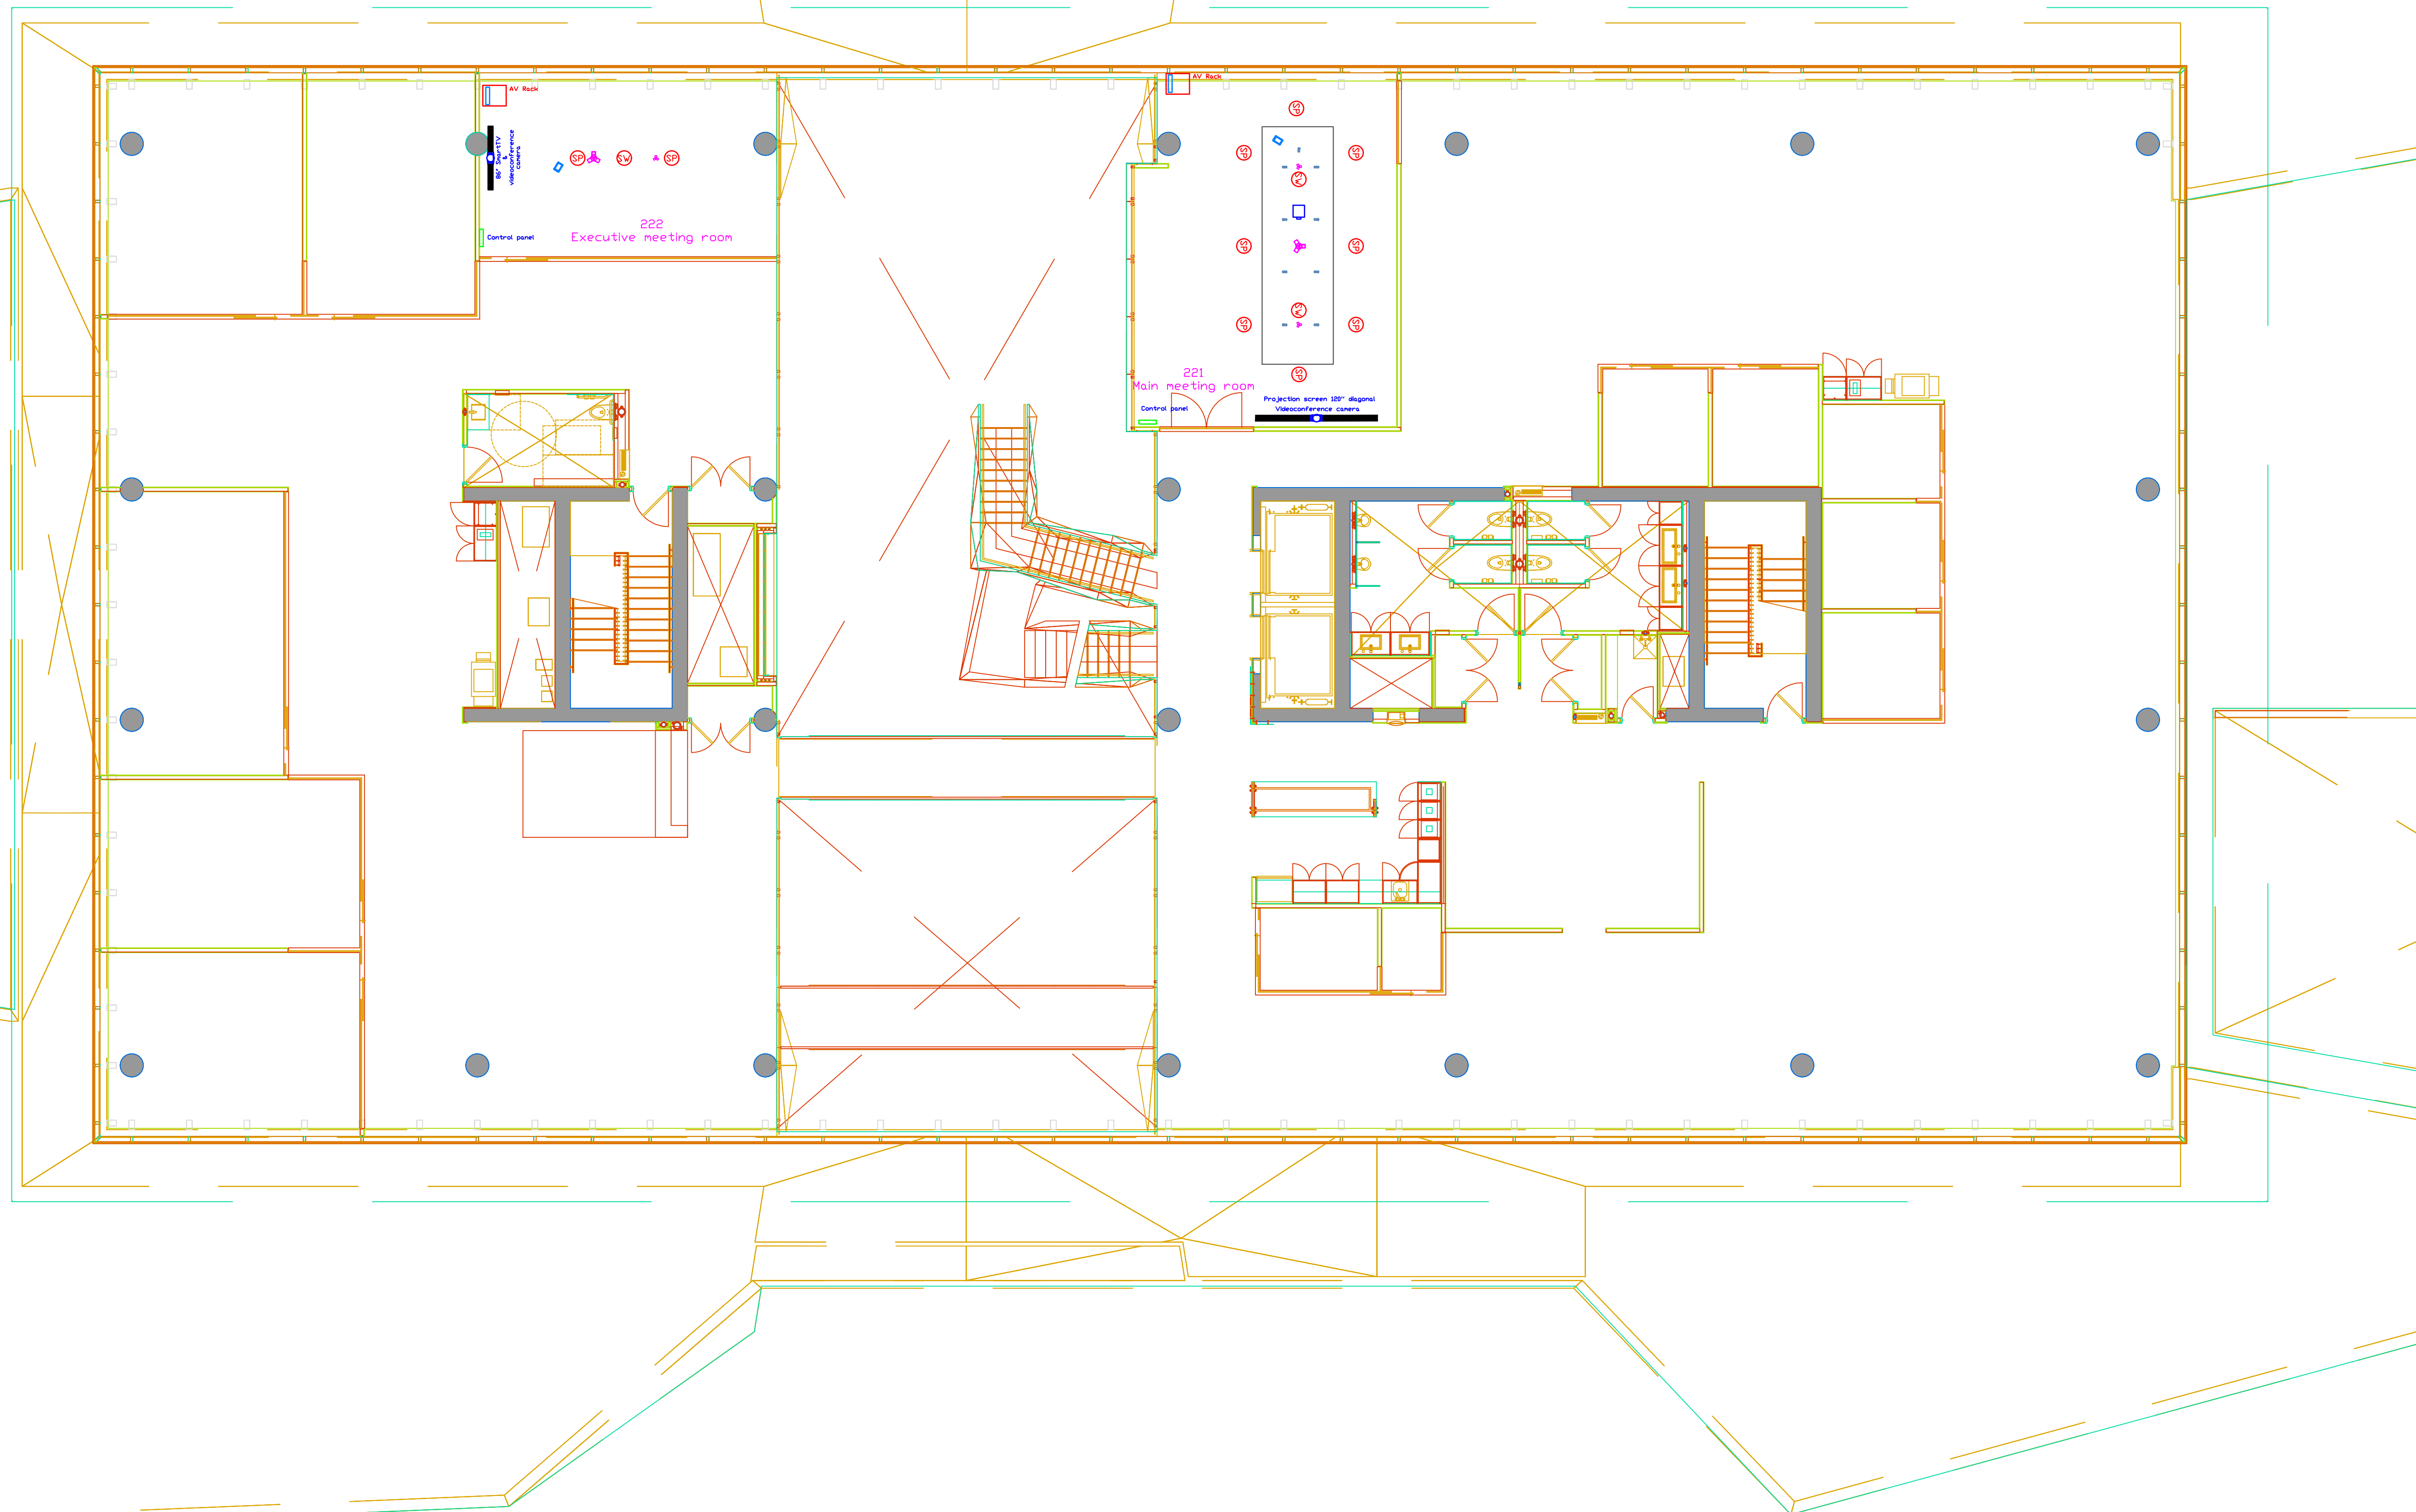 AV Rack
86' SmartTV
&
videoconference
camera
SP
SW
SP
222
Executive meeting room
Control panel
AV Rack
SP
SP
SP
SW
SP
SP
SW
SP
SP
SP
221
Main meeting room
Control panel
Projection screen 120" diagonal
Videoconference camera